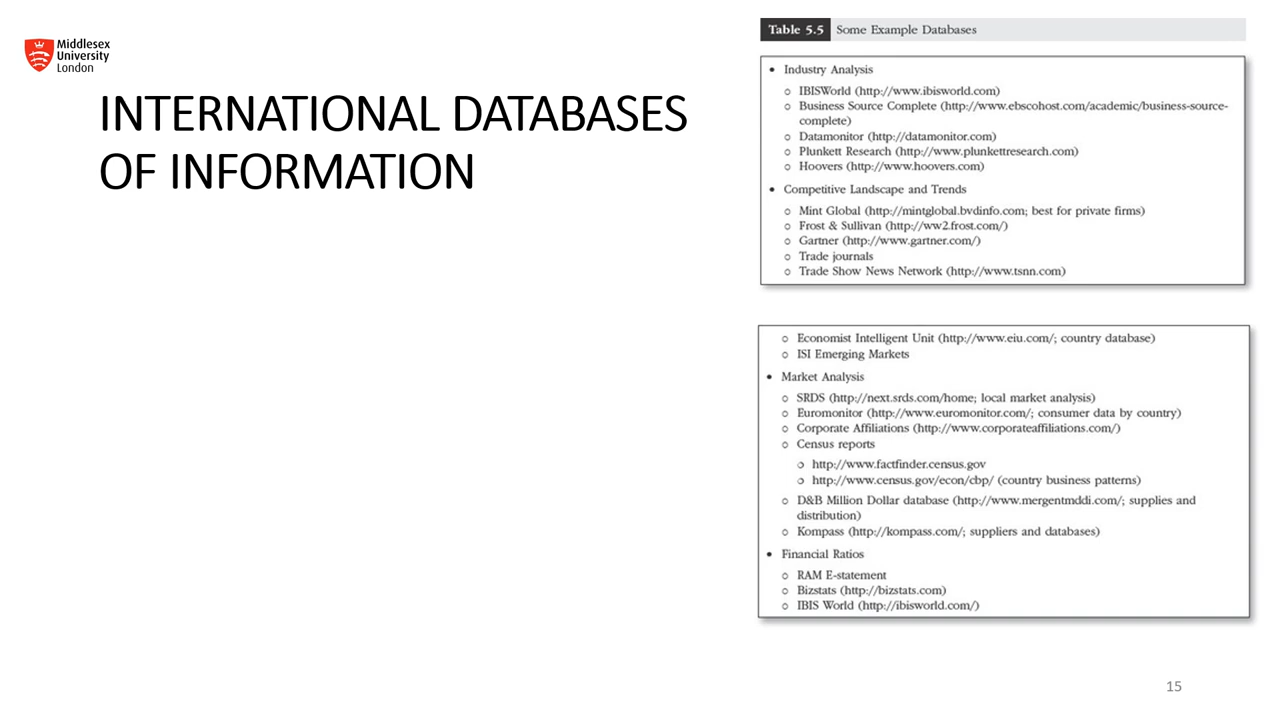 Middlesex
University
London
INTERNATIONAL DATABASES
OF INFORMATION
Table 5.5 Some Example Databases
• Industry Analysis
o IBISWorld (http://www.ibisworld.com)
o Business Source Complete (http://www.ebscohost.com/academic/business-source-
complete)
o Datamonitor (http://datamonitor.com)
o Plunkett Research (http://www.plunkettresearch.com)
o Hoovers (http://www.hoovers.com)
• Competitive Landscape and Trends
o Mint Global (http://mintglobal.bvdinfo.com; best for private firms)
o Frost & Sullivan (http://ww2.frost.com/)
o Gartner (http://www.gartner.com/)
o Trade journals
o Trade Show News Network (http://www.tsnn.com)
o Economist Intelligent Unit (http://www.eiu.com/; country database)
o ISI Emerging Markets
• Market Analysis
o SRDS (http://next.srds.com/home; local market analysis)
o Euromonitor (http://www.euromonitor.com/; consumer data by country)
o Corporate Affiliations (http://www.corporateaffiliations.com/)
o Census reports
o http://www.factfinder.census.gov
o http://www.census.gov/econ/cbp/ (country business patterns)
o D&B Million Dollar database (http://www.mergentmddi.com/; supplies and
distribution)
o Kompass (http://kompass.com/; suppliers and databases)
• Financial Ratios
o RAM E-statement
o Bizstats (http://bizstats.com)
o IBIS World (http://ibisworld.com/)
15